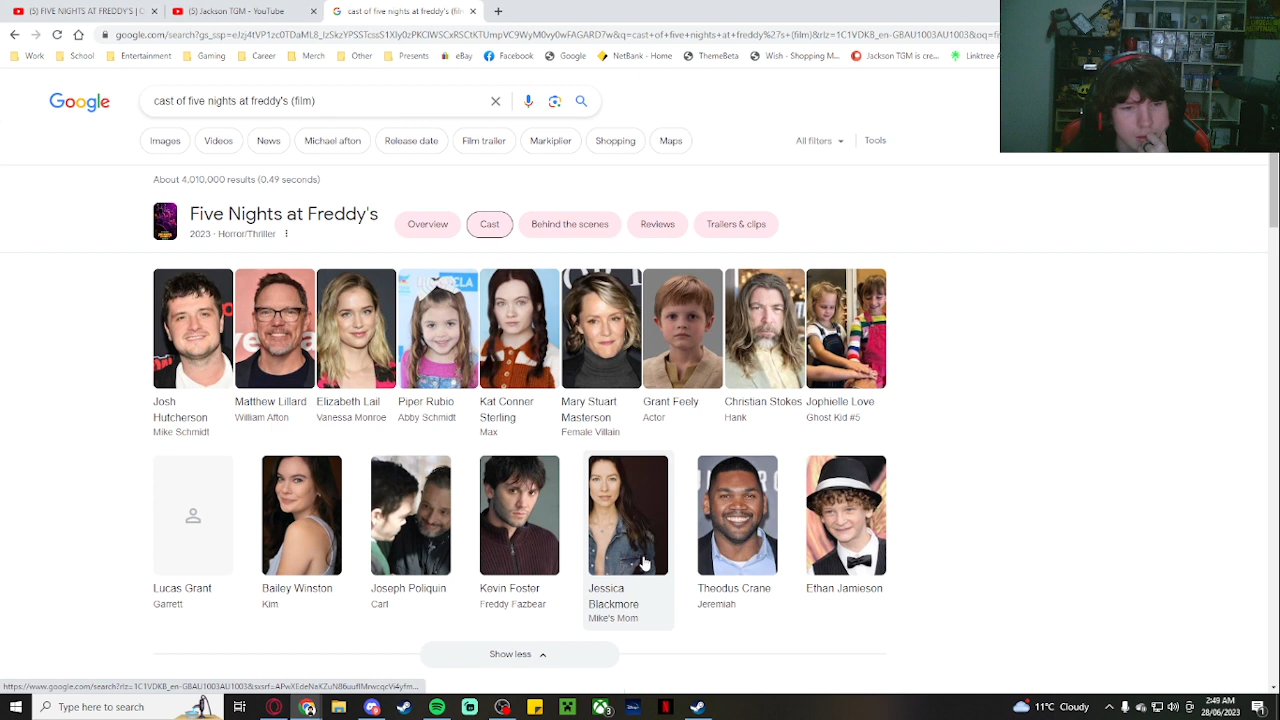 (5) FIVE NIGHTS AT FREDDY'S | (5) Jackson TGM - YouTube cast of five nights at freddy's (film
Work School Entertainment Gaming Career Merch Other Presents eBay Facebook Google NetBank - Home ThemeBeta Wish - Shopping M... Jackson TGM is cre... Linktree
Google cast of five nights at freddy's (film)
Images Videos News Michael afton Release date Film trailer Markiplier Shopping Maps All filters Tools
About 4,010,000 results (0.49 seconds)
Five Nights at Freddy's Overview Cast Behind the scenes Reviews Trailers & clips
2023 · Horror/Thriller
Josh Hutcherson
Mike Schmidt
Matthew Lillard
William Afton
Elizabeth Lail
Vanessa Monroe
Piper Rubio
Abby Schmidt
Kat Conner Sterling
Max
Mary Stuart Masterson
Female Villain
Grant Feely
Actor
Christian Stokes
Hank
Jophielle Love
Ghost Kid #5
Lucas Grant
Garrett
Bailey Winston
Kim
Joseph Poliquin
Carl
Kevin Foster
Freddy Fazbear
Jessica Blackmore
Mike's Mom
Theodus Crane
Jeremiah
Ethan Jamieson
Show less
Type here to search 11°C Cloudy 2:49 AM
28/06/2023